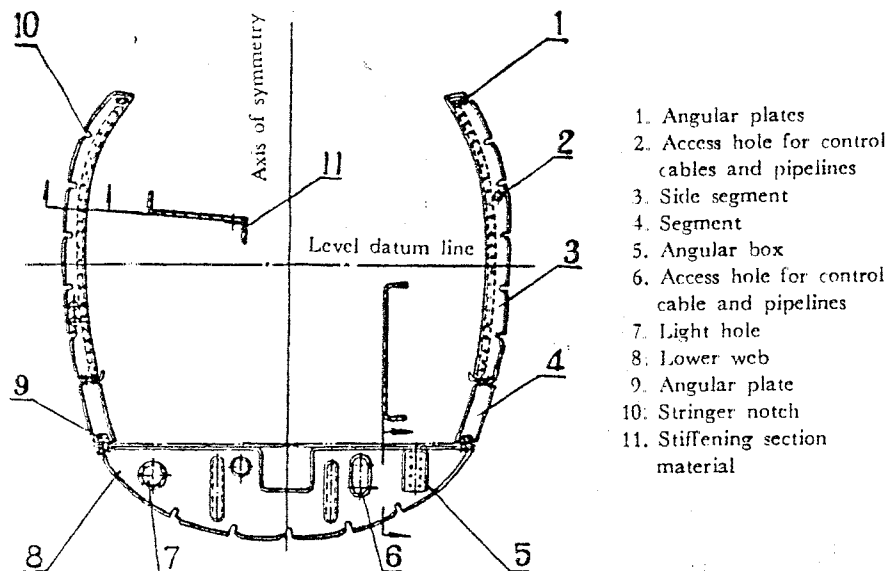 10
1
Axis of symmetry
11
2
Level datum line
3
9
4
8
7
6
5
1. Angular plates
2. Access hole for control
cables and pipelines
3. Side segment
4. Segment
5. Angular box
6. Access hole for control
cable and pipelines
7. Light hole
8. Lower web
9. Angular plate
10. Stringer notch
11. Stiffening section
material